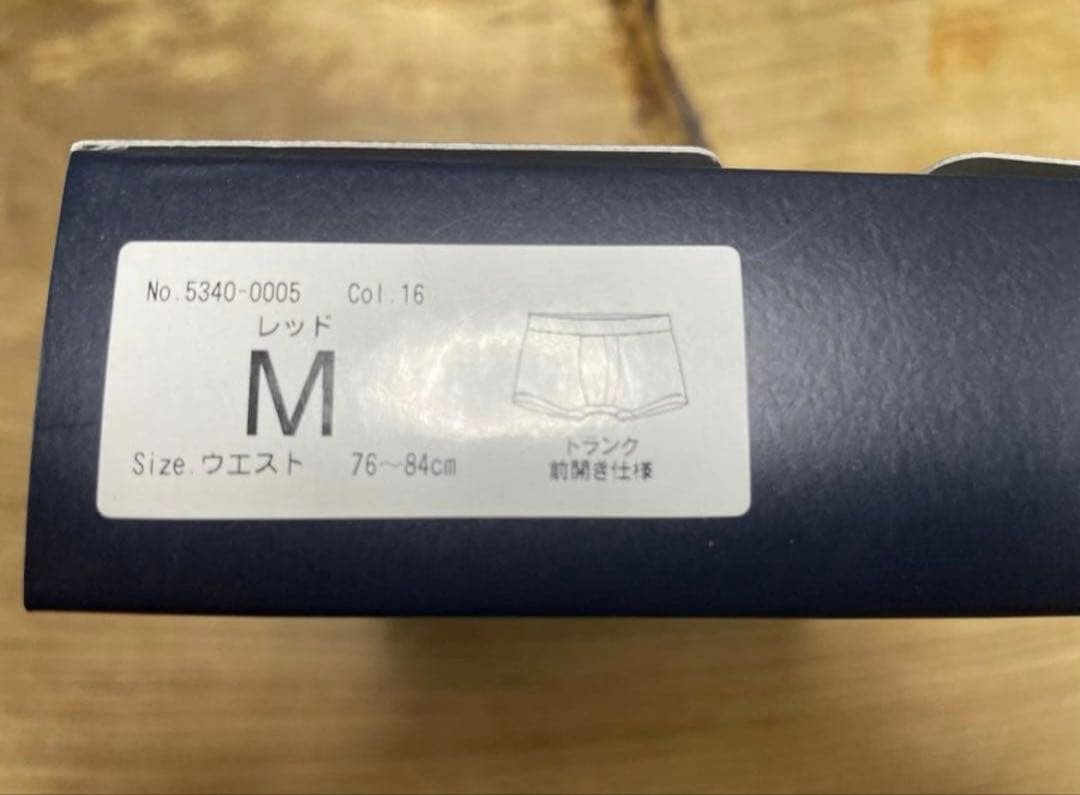 No.5340-0005 Col.16
レッド
M
Size.ウエスト 76～84cm
トランク
前開き仕様